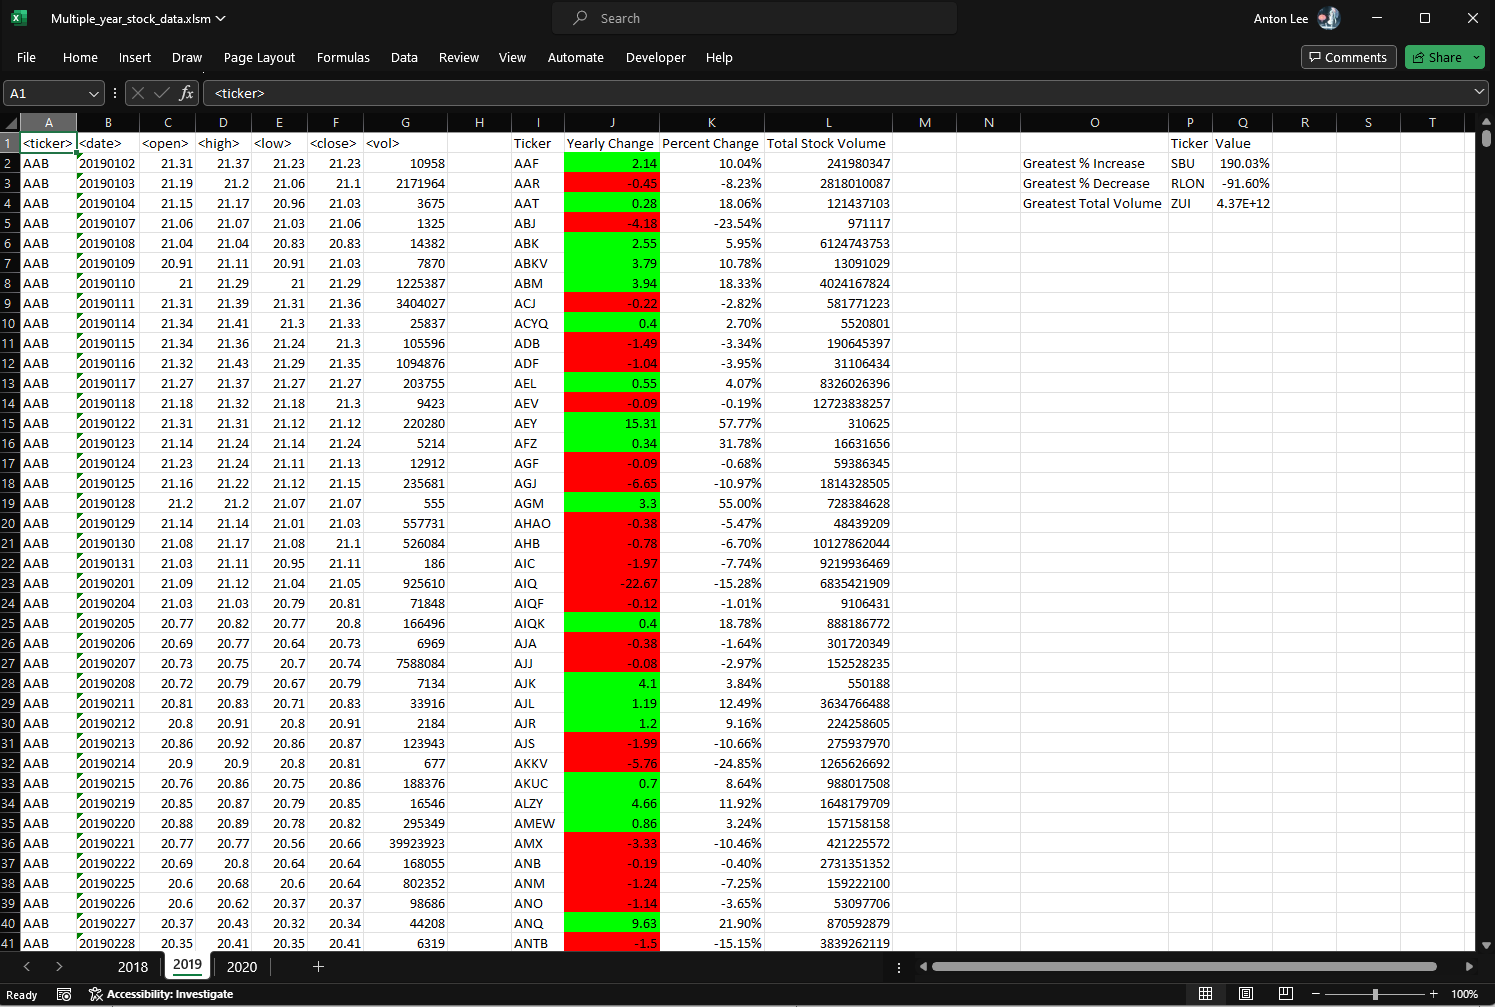 Multiple_year_stock_data.xlsm
Search
Anton Lee
File Home Insert Draw Page Layout Formulas Data Review View Automate Developer Help
Comments Share
A1 fx <ticker>
A B C D E F G H I J K L M N O P Q R S T
1 <ticker> <date> <open> <high> <low> <close> <vol> Ticker Yearly Change Percent Change Total Stock Volume Ticker Value
2 AAB 20190102 21.31 21.37 21.23 21.23 10958 AAF 2.14 10.04% 241980347 Greatest % Increase SBU 190.03%
3 AAB 20190103 21.19 21.2 21.06 21.1 2171964 AAR -0.45 -8.23% 2818010087 Greatest % Decrease RLON -91.60%
4 AAB 20190104 21.15 21.17 20.96 21.03 3675 AAT 0.28 18.06% 121437103 Greatest Total Volume ZUI 4.37E+12
5 AAB 20190107 21.06 21.07 21.03 21.06 1325 ABJ -4.18 -23.54% 971117
6 AAB 20190108 21.04 21.04 20.83 20.83 14382 ABK 2.55 5.95% 6124743753
7 AAB 20190109 20.91 21.11 20.91 21.03 7870 ABKV 3.79 10.78% 13091029
8 AAB 20190110 21 21.29 21 21.29 1225387 ABM 3.94 18.33% 4024167824
9 AAB 20190111 21.31 21.39 21.31 21.36 3404027 ACJ -0.22 -2.82% 581771223
10 AAB 20190114 21.34 21.41 21.3 21.33 25837 ACYQ 0.4 2.70% 5520801
11 AAB 20190115 21.34 21.36 21.24 21.3 105596 ADB -1.49 -3.34% 190645397
12 AAB 20190116 21.32 21.43 21.29 21.35 1094876 ADF -1.04 -3.95% 31106434
13 AAB 20190117 21.27 21.37 21.27 21.27 203755 AEL 0.55 4.07% 8326026396
14 AAB 20190118 21.18 21.32 21.18 21.3 9423 AEV -0.09 -0.19% 12723838257
15 AAB 20190122 21.31 21.31 21.12 21.12 220280 AEY 15.31 57.77% 310625
16 AAB 20190123 21.14 21.24 21.14 21.24 5214 AFZ 0.34 31.78% 16631656
17 AAB 20190124 21.23 21.24 21.11 21.13 12912 AGF -0.09 -0.68% 59386345
18 AAB 20190125 21.16 21.22 21.12 21.15 235681 AGJ -6.65 -10.97% 1814328505
19 AAB 20190128 21.2 21.2 21.07 21.07 555 AGM 3.3 55.00% 728384628
20 AAB 20190129 21.14 21.14 21.01 21.03 557731 AHAO -0.38 -5.47% 48439209
21 AAB 20190130 21.08 21.17 21.08 21.1 526084 AHB -0.78 -6.70% 10127862044
22 AAB 20190131 21.03 21.11 20.95 21.11 186 AIC -1.97 -7.74% 9219936469
23 AAB 20190201 21.09 21.12 21.04 21.05 925610 AIQ -22.67 -15.28% 6835421909
24 AAB 20190204 21.03 21.03 20.79 20.81 71848 AIQF -0.12 -1.01% 9106431
25 AAB 20190205 20.77 20.82 20.77 20.8 166496 AIQK 0.4 18.78% 888186772
26 AAB 20190206 20.69 20.77 20.64 20.73 6969 AJA -0.38 -1.64% 301720349
27 AAB 20190207 20.73 20.75 20.7 20.74 7588084 AJJ -0.08 -2.97% 152528235
28 AAB 20190208 20.72 20.79 20.67 20.79 7134 AJK 4.1 3.84% 550188
29 AAB 20190211 20.81 20.83 20.71 20.83 33916 AJL 1.19 12.49% 3634766488
30 AAB 20190212 20.8 20.91 20.8 20.91 2184 AJR 1.2 9.16% 224258605
31 AAB 20190213 20.86 20.92 20.86 20.87 123943 AJS -1.99 -10.66% 275937970
32 AAB 20190214 20.9 20.9 20.8 20.81 677 AKKV -5.76 -24.85% 1265626692
33 AAB 20190215 20.76 20.86 20.75 20.86 188376 AKUC 0.7 8.64% 988017508
34 AAB 20190219 20.85 20.87 20.79 20.85 16546 ALZY 4.66 11.92% 1648179709
35 AAB 20190220 20.88 20.89 20.78 20.82 295349 AMEW 0.86 3.24% 157158158
36 AAB 20190221 20.77 20.77 20.56 20.66 39923923 AMX -3.33 -10.46% 421225572
37 AAB 20190222 20.69 20.8 20.64 20.64 168055 ANB -0.19 -0.40% 2731351352
38 AAB 20190225 20.6 20.68 20.6 20.64 802352 ANM -1.24 -7.25% 159222100
39 AAB 20190226 20.6 20.62 20.37 20.37 98686 ANO -1.14 -3.65% 53097706
40 AAB 20190227 20.37 20.43 20.32 20.34 44208 ANQ 9.63 21.90% 870592879
41 AAB 20190228 20.35 20.41 20.35 20.41 6319 ANTB -1.5 -15.15% 3839262119
2018 2019 2020
Ready Accessibility: Investigate 100%